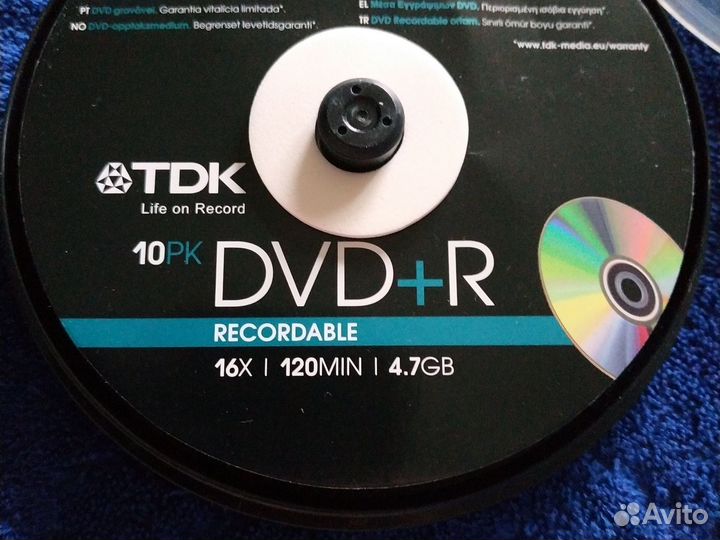 PT DVD gravável. Garantia vitalícia limitada*.
NO DVD-opptaksmedium. Begrenset levetidsgaranti*.
EL Μέσα Εγγράψιμων DVD. Περιορισμένη ισόβια εγγύηση*.
TR DVD Recordable ortam. Sınırlı ömür boyu garanti*.
*www.tdk-media.eu/warranty
TDK
Life on Record
10PK DVD+R
RECORDABLE
16X | 120MIN | 4.7GB
Avito